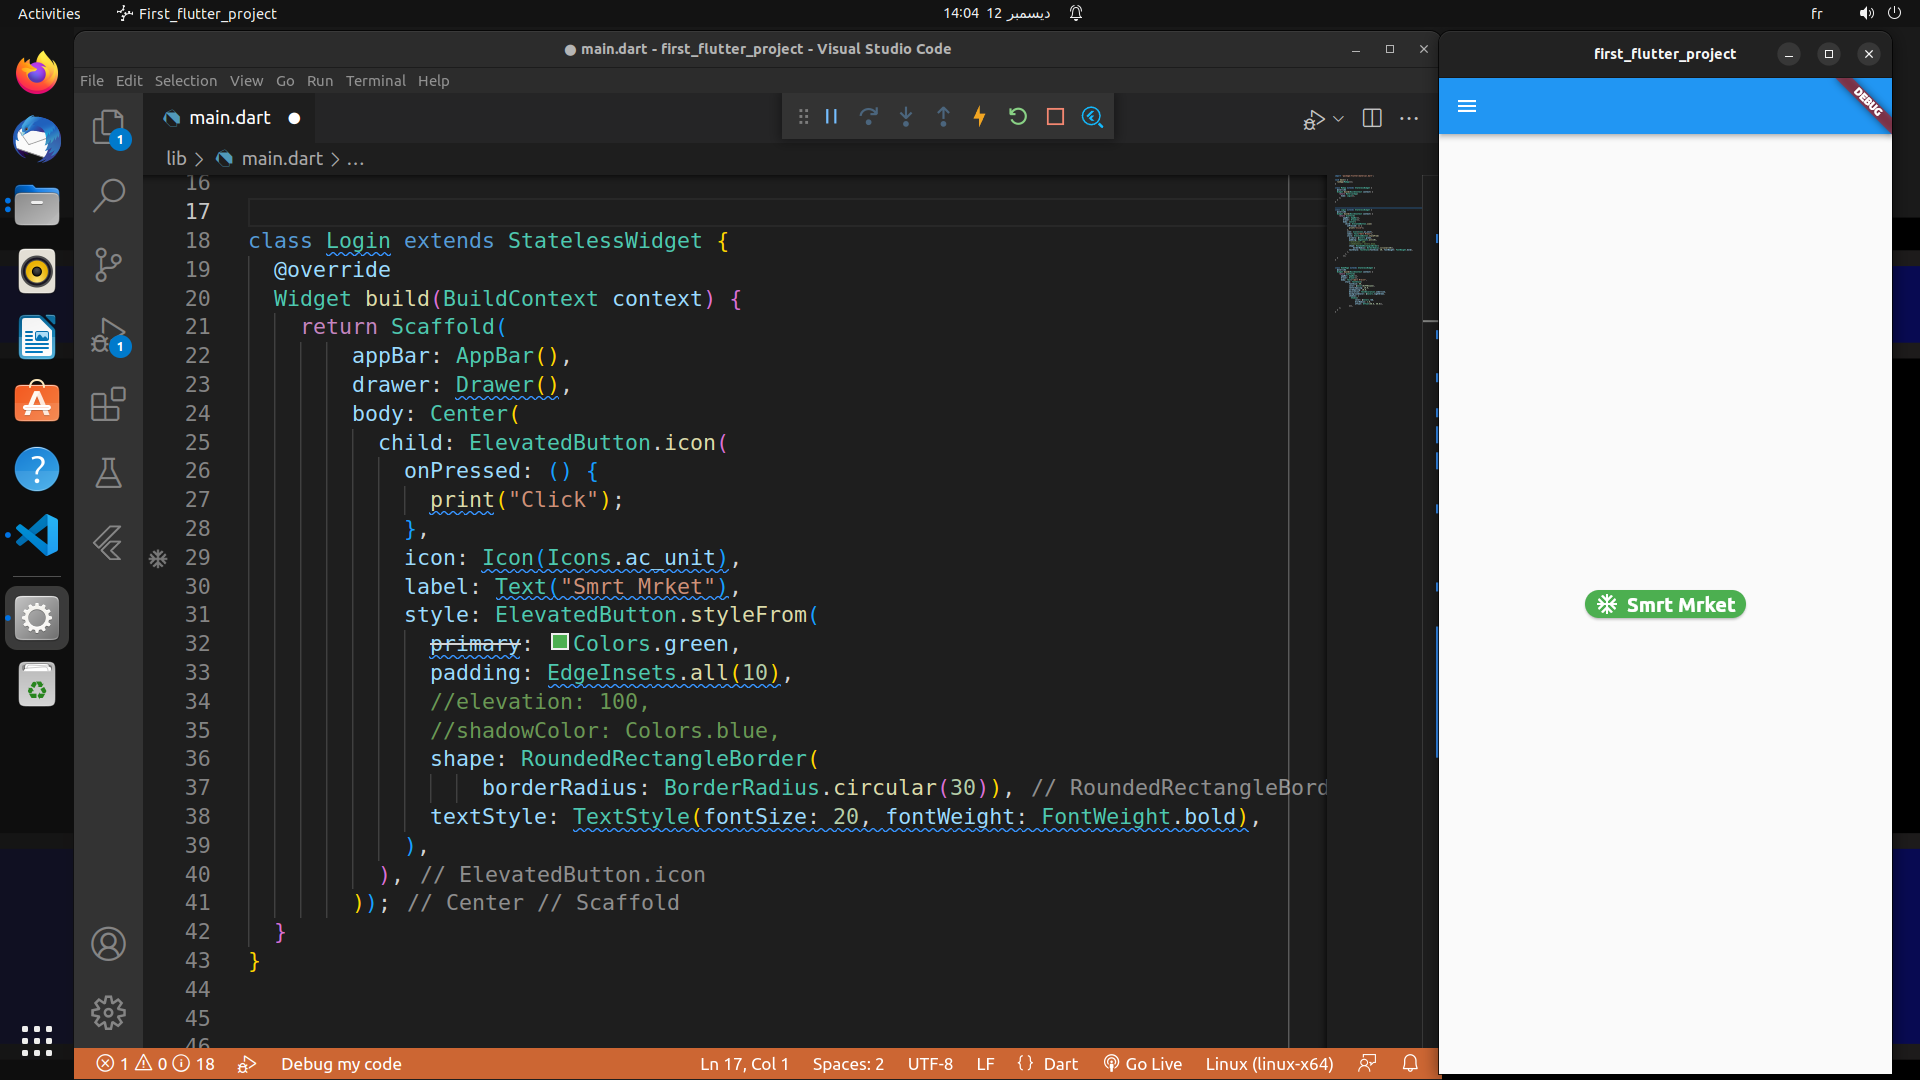 Activities
First_flutter_project
14:04 12 ديسمبر
fr
● main.dart - first_flutter_project - Visual Studio Code
File Edit Selection View Go Run Terminal Help
main.dart
lib > main.dart > ...
16
17
18 class Login extends StatelessWidget {
19 @override
20 Widget build(BuildContext context) {
21 return Scaffold(
22 appBar: AppBar(),
23 drawer: Drawer(),
24 body: Center(
25 child: ElevatedButton.icon(
26 onPressed: () {
27 print("Click");
28 },
29 icon: Icon(Icons.ac_unit),
30 label: Text("Smrt Mrket"),
31 style: ElevatedButton.styleFrom(
32 primary: Colors.green,
33 padding: EdgeInsets.all(10),
34 //elevation: 100,
35 //shadowColor: Colors.blue,
36 shape: RoundedRectangleBorder(
37 borderRadius: BorderRadius.circular(30)), // RoundedRectangleBord
38 textStyle: TextStyle(fontSize: 20, fontWeight: FontWeight.bold),
39 ),
40 ), // ElevatedButton.icon
41 )); // Center // Scaffold
42 }
43 }
44
45
46
1
1
1 0 18
Debug my code
Ln 17, Col 1
Spaces: 2
UTF-8
LF
{} Dart
Go Live
Linux (linux-x64)
first_flutter_project
DEBUG
Smrt Mrket